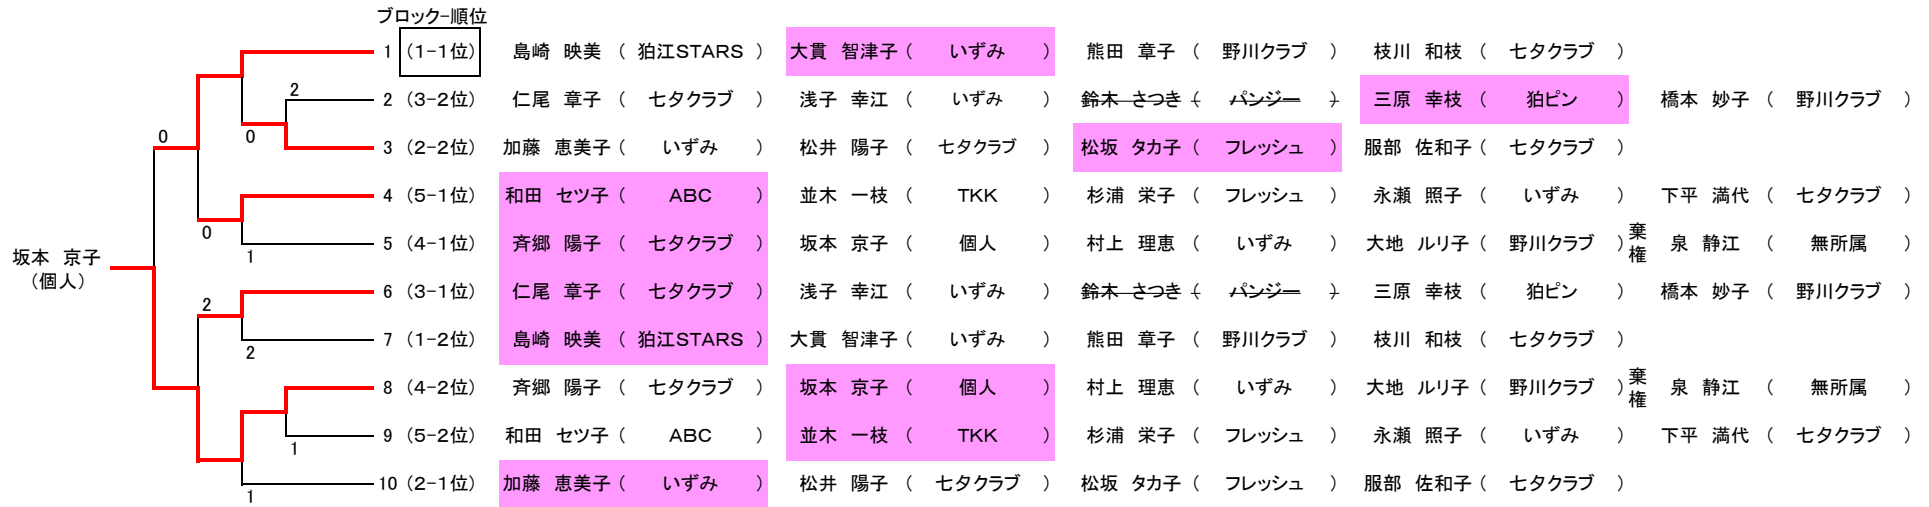 ブロック-順位
1 (1-1位) 島崎 映美 ( 狛江STARS ) 大貫 智津子 ( いずみ ) 熊田 章子 ( 野川クラブ ) 枝川 和枝 ( 七夕クラブ )
2
2 (3-2位) 仁尾 章子 ( 七夕クラブ ) 浅子 幸江 ( いずみ ) 鈴木 さつき ( パンジー ) 三原 幸枝 ( 狛ピン ) 橋本 妙子 ( 野川クラブ )
0 0
3 (2-2位) 加藤 恵美子 ( いずみ ) 松井 陽子 ( 七夕クラブ ) 松坂 タカ子 ( フレッシュ ) 服部 佐和子 ( 七夕クラブ )
4 (5-1位) 和田 セツ子 ( ABC ) 並木 一枝 ( TKK ) 杉浦 栄子 ( フレッシュ ) 永瀬 照子 ( いずみ ) 下平 満代 ( 七夕クラブ )
0
5 (4-1位) 斉郷 陽子 ( 七夕クラブ ) 坂本 京子 ( 個人 ) 村上 理恵 ( いずみ ) 大地 ルリ子 ( 野川クラブ ) 棄権 泉 静江 ( 無所属 )
1
坂本 京子
(個人)
6 (3-1位) 仁尾 章子 ( 七夕クラブ ) 浅子 幸江 ( いずみ ) 鈴木 さつき ( パンジー ) 三原 幸枝 ( 狛ピン ) 橋本 妙子 ( 野川クラブ )
2
7 (1-2位) 島崎 映美 ( 狛江STARS ) 大貫 智津子 ( いずみ ) 熊田 章子 ( 野川クラブ ) 枝川 和枝 ( 七夕クラブ )
2
8 (4-2位) 斉郷 陽子 ( 七夕クラブ ) 坂本 京子 ( 個人 ) 村上 理恵 ( いずみ ) 大地 ルリ子 ( 野川クラブ ) 棄権 泉 静江 ( 無所属 )
9 (5-2位) 和田 セツ子 ( ABC ) 並木 一枝 ( TKK ) 杉浦 栄子 ( フレッシュ ) 永瀬 照子 ( いずみ ) 下平 満代 ( 七夕クラブ )
1
10 (2-1位) 加藤 恵美子 ( いずみ ) 松井 陽子 ( 七夕クラブ ) 松坂 タカ子 ( フレッシュ ) 服部 佐和子 ( 七夕クラブ )
1